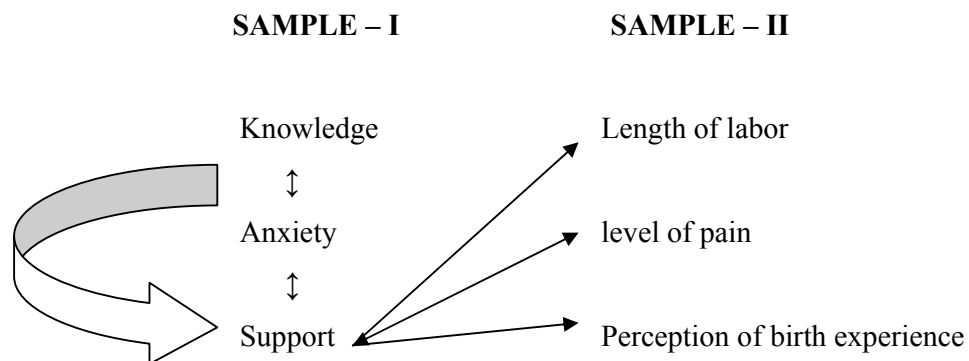 SAMPLE – I SAMPLE – II
Knowledge Length of labor
↕
Anxiety level of pain
↕
Support Perception of birth experience